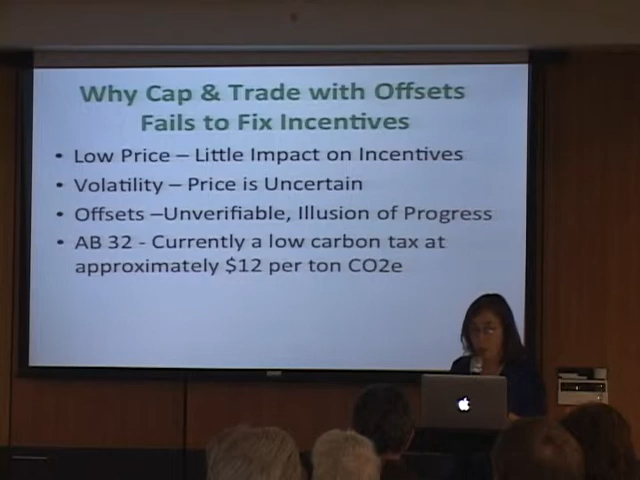 Why Cap & Trade with Offsets
Fails to Fix Incentives
• Low Price – Little Impact on Incentives
• Volatility – Price is Uncertain
• Offsets –Unverifiable, Illusion of Progress
• AB 32 - Currently a low carbon tax at
approximately $12 per ton CO2e